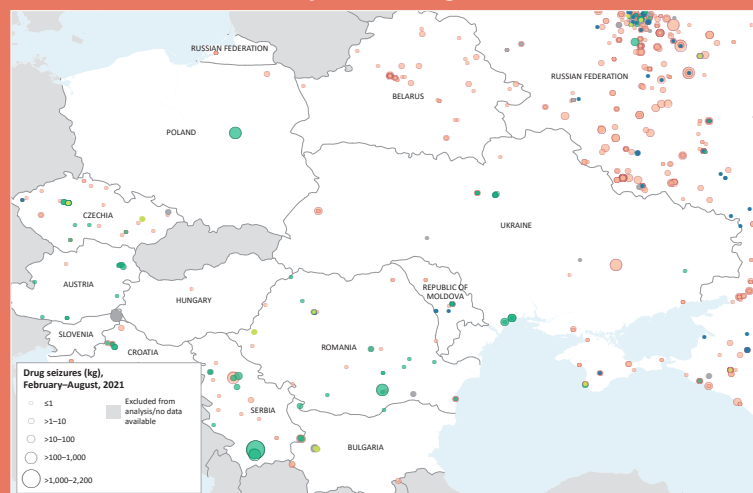 RUSSIAN FEDERATION
BELARUS
RUSSIAN FEDERATION
POLAND
CZECHIA
UKRAINE
AUSTRIA
HUNGARY
REPUBLIC OF
MOLDOVA
SLOVENIA
CROATIA
ROMANIA
SERBIA
BULGARIA
Drug seizures (kg),
February–August, 2021
≤1
>1–10
>10–100
>100–1,000
>1,000–2,200
Excluded from
analysis/no data
available